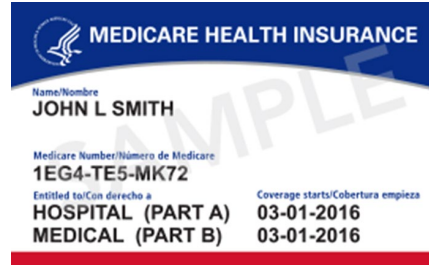 MEDICARE HEALTH INSURANCE
Name/Nombre
JOHN L SMITH
Medicare Number/Número de Medicare
1EG4-TE5-MK72
Entitled to/Con derecho a Coverage starts/Cobertura empieza
HOSPITAL (PART A) 03-01-2016
MEDICAL (PART B) 03-01-2016
SAMPLE